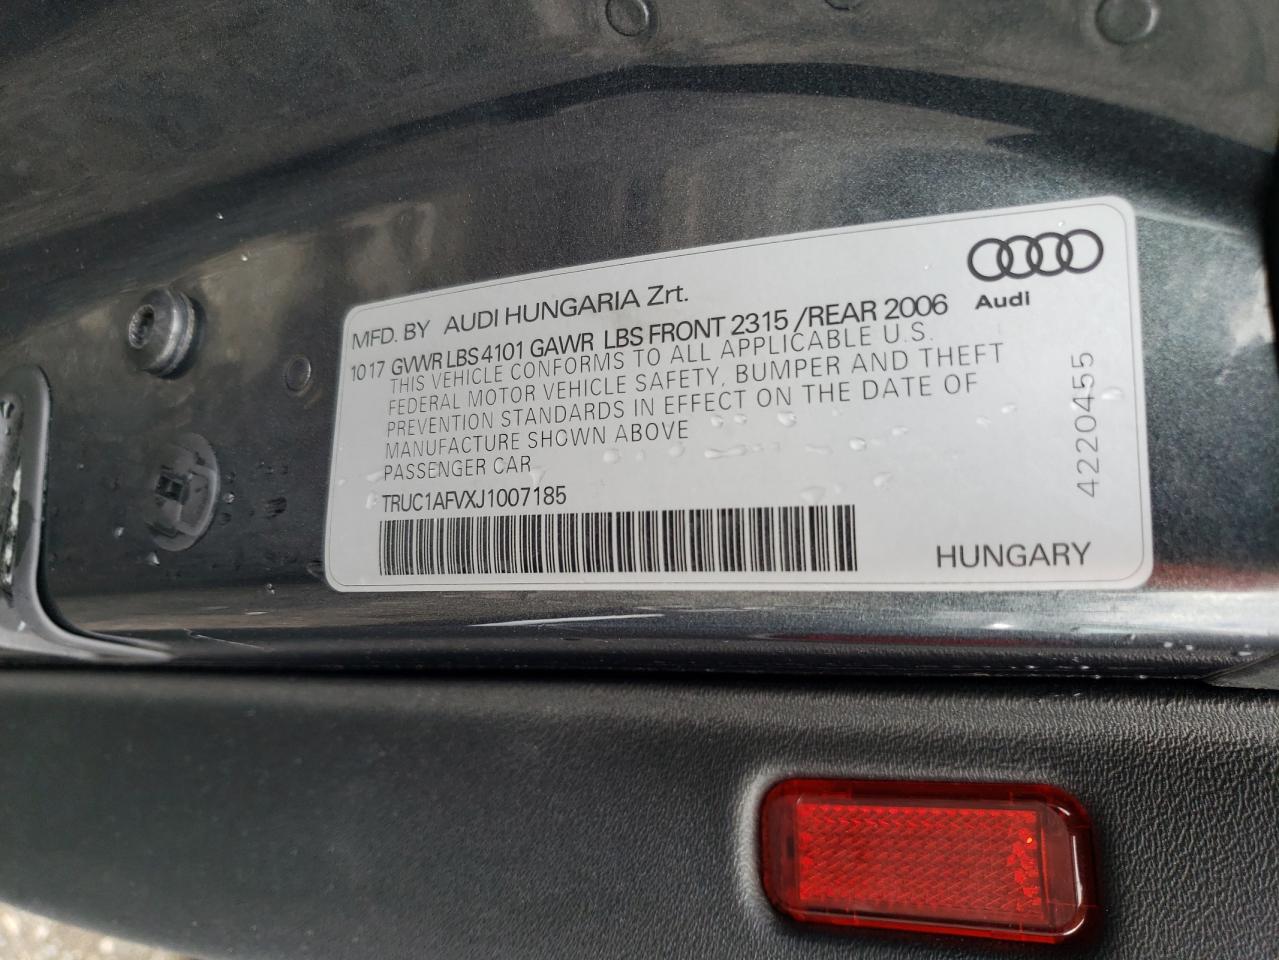 Audi
MFD. BY AUDI HUNGARIA Zrt.
1017 GWWR LBS 4101 GAWR LBS FRONT 2315 / REAR 2006
THIS VEHICLE CONFORMS TO ALL APPLICABLE U.S.
FEDERAL MOTOR VEHICLE SAFETY, BUMPER AND THEFT
PREVENTION STANDARDS IN EFFECT ON THE DATE OF
MANUFACTURE SHOWN ABOVE
PASSENGER CAR
TRUC1AFVXJ1007185
4220455
HUNGARY